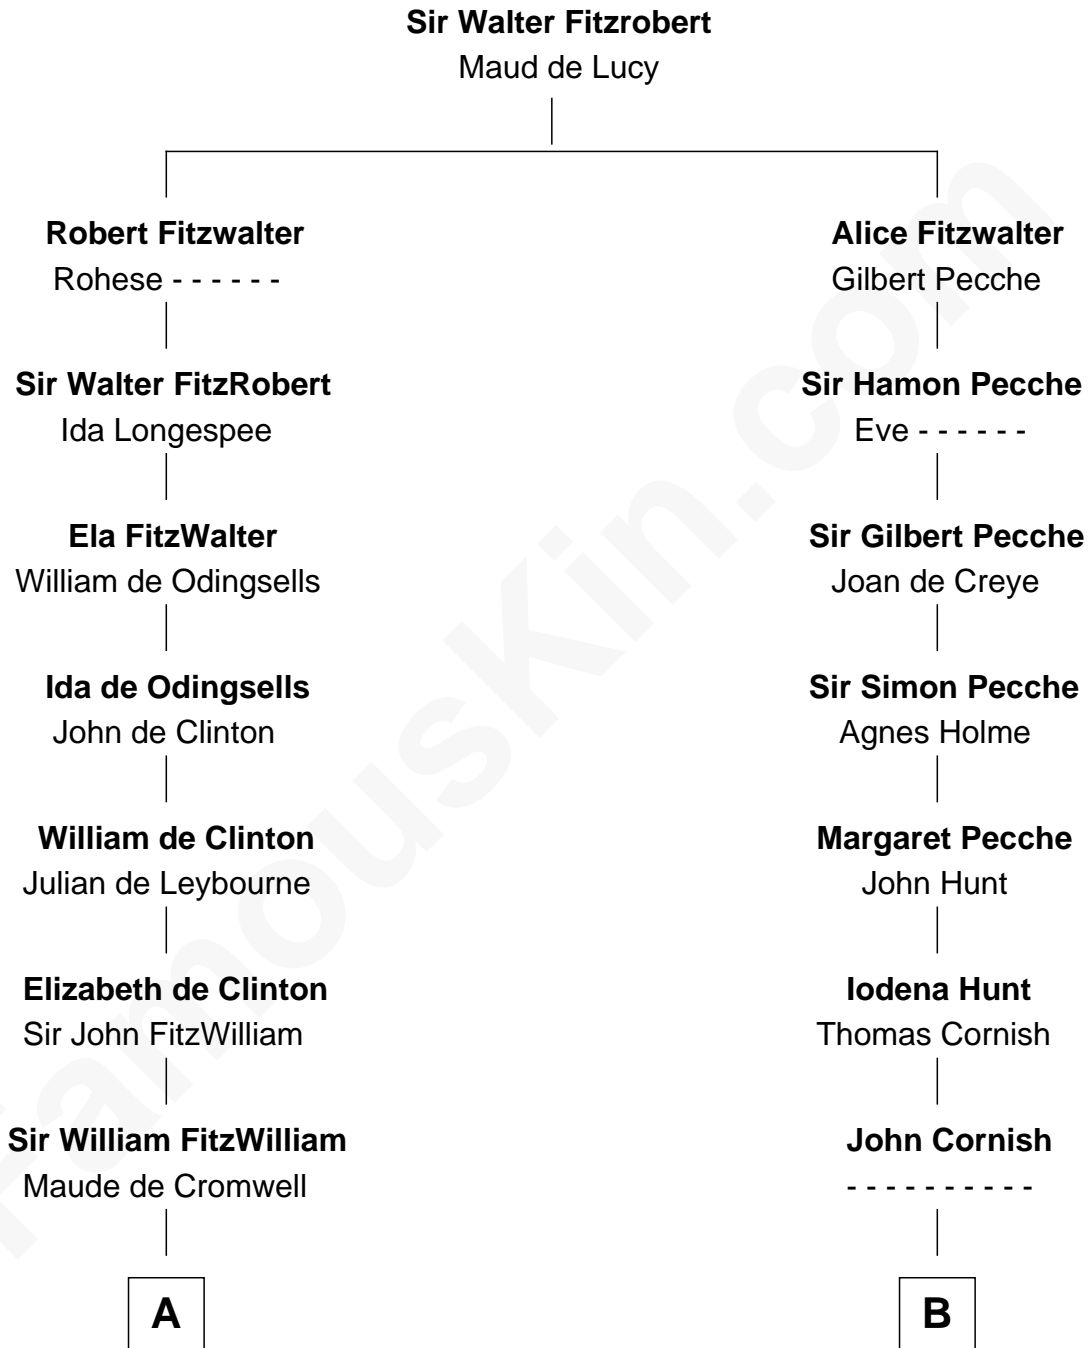 Sir Walter Fitzrobert
Maud de Lucy
Robert Fitzwalter
Rohese - - - - - -
Alice Fitzwalter
Gilbert Pecche
Sir Walter FitzRobert
Ida Longespee
Sir Hamon Pecche
Eve - - - - - -
Ela FitzWalter
William de Odingsells
Sir Gilbert Pecche
Joan de Creye
Ida de Odingsells
John de Clinton
Sir Simon Pecche
Agnes Holme
William de Clinton
Julian de Leybourne
Margaret Pecche
John Hunt
Elizabeth de Clinton
Sir John FitzWilliam
Iodena Hunt
Thomas Cornish
Sir William FitzWilliam
Maude de Cromwell
John Cornish
- - - - - - - - - -
A
B
FamousKin.com